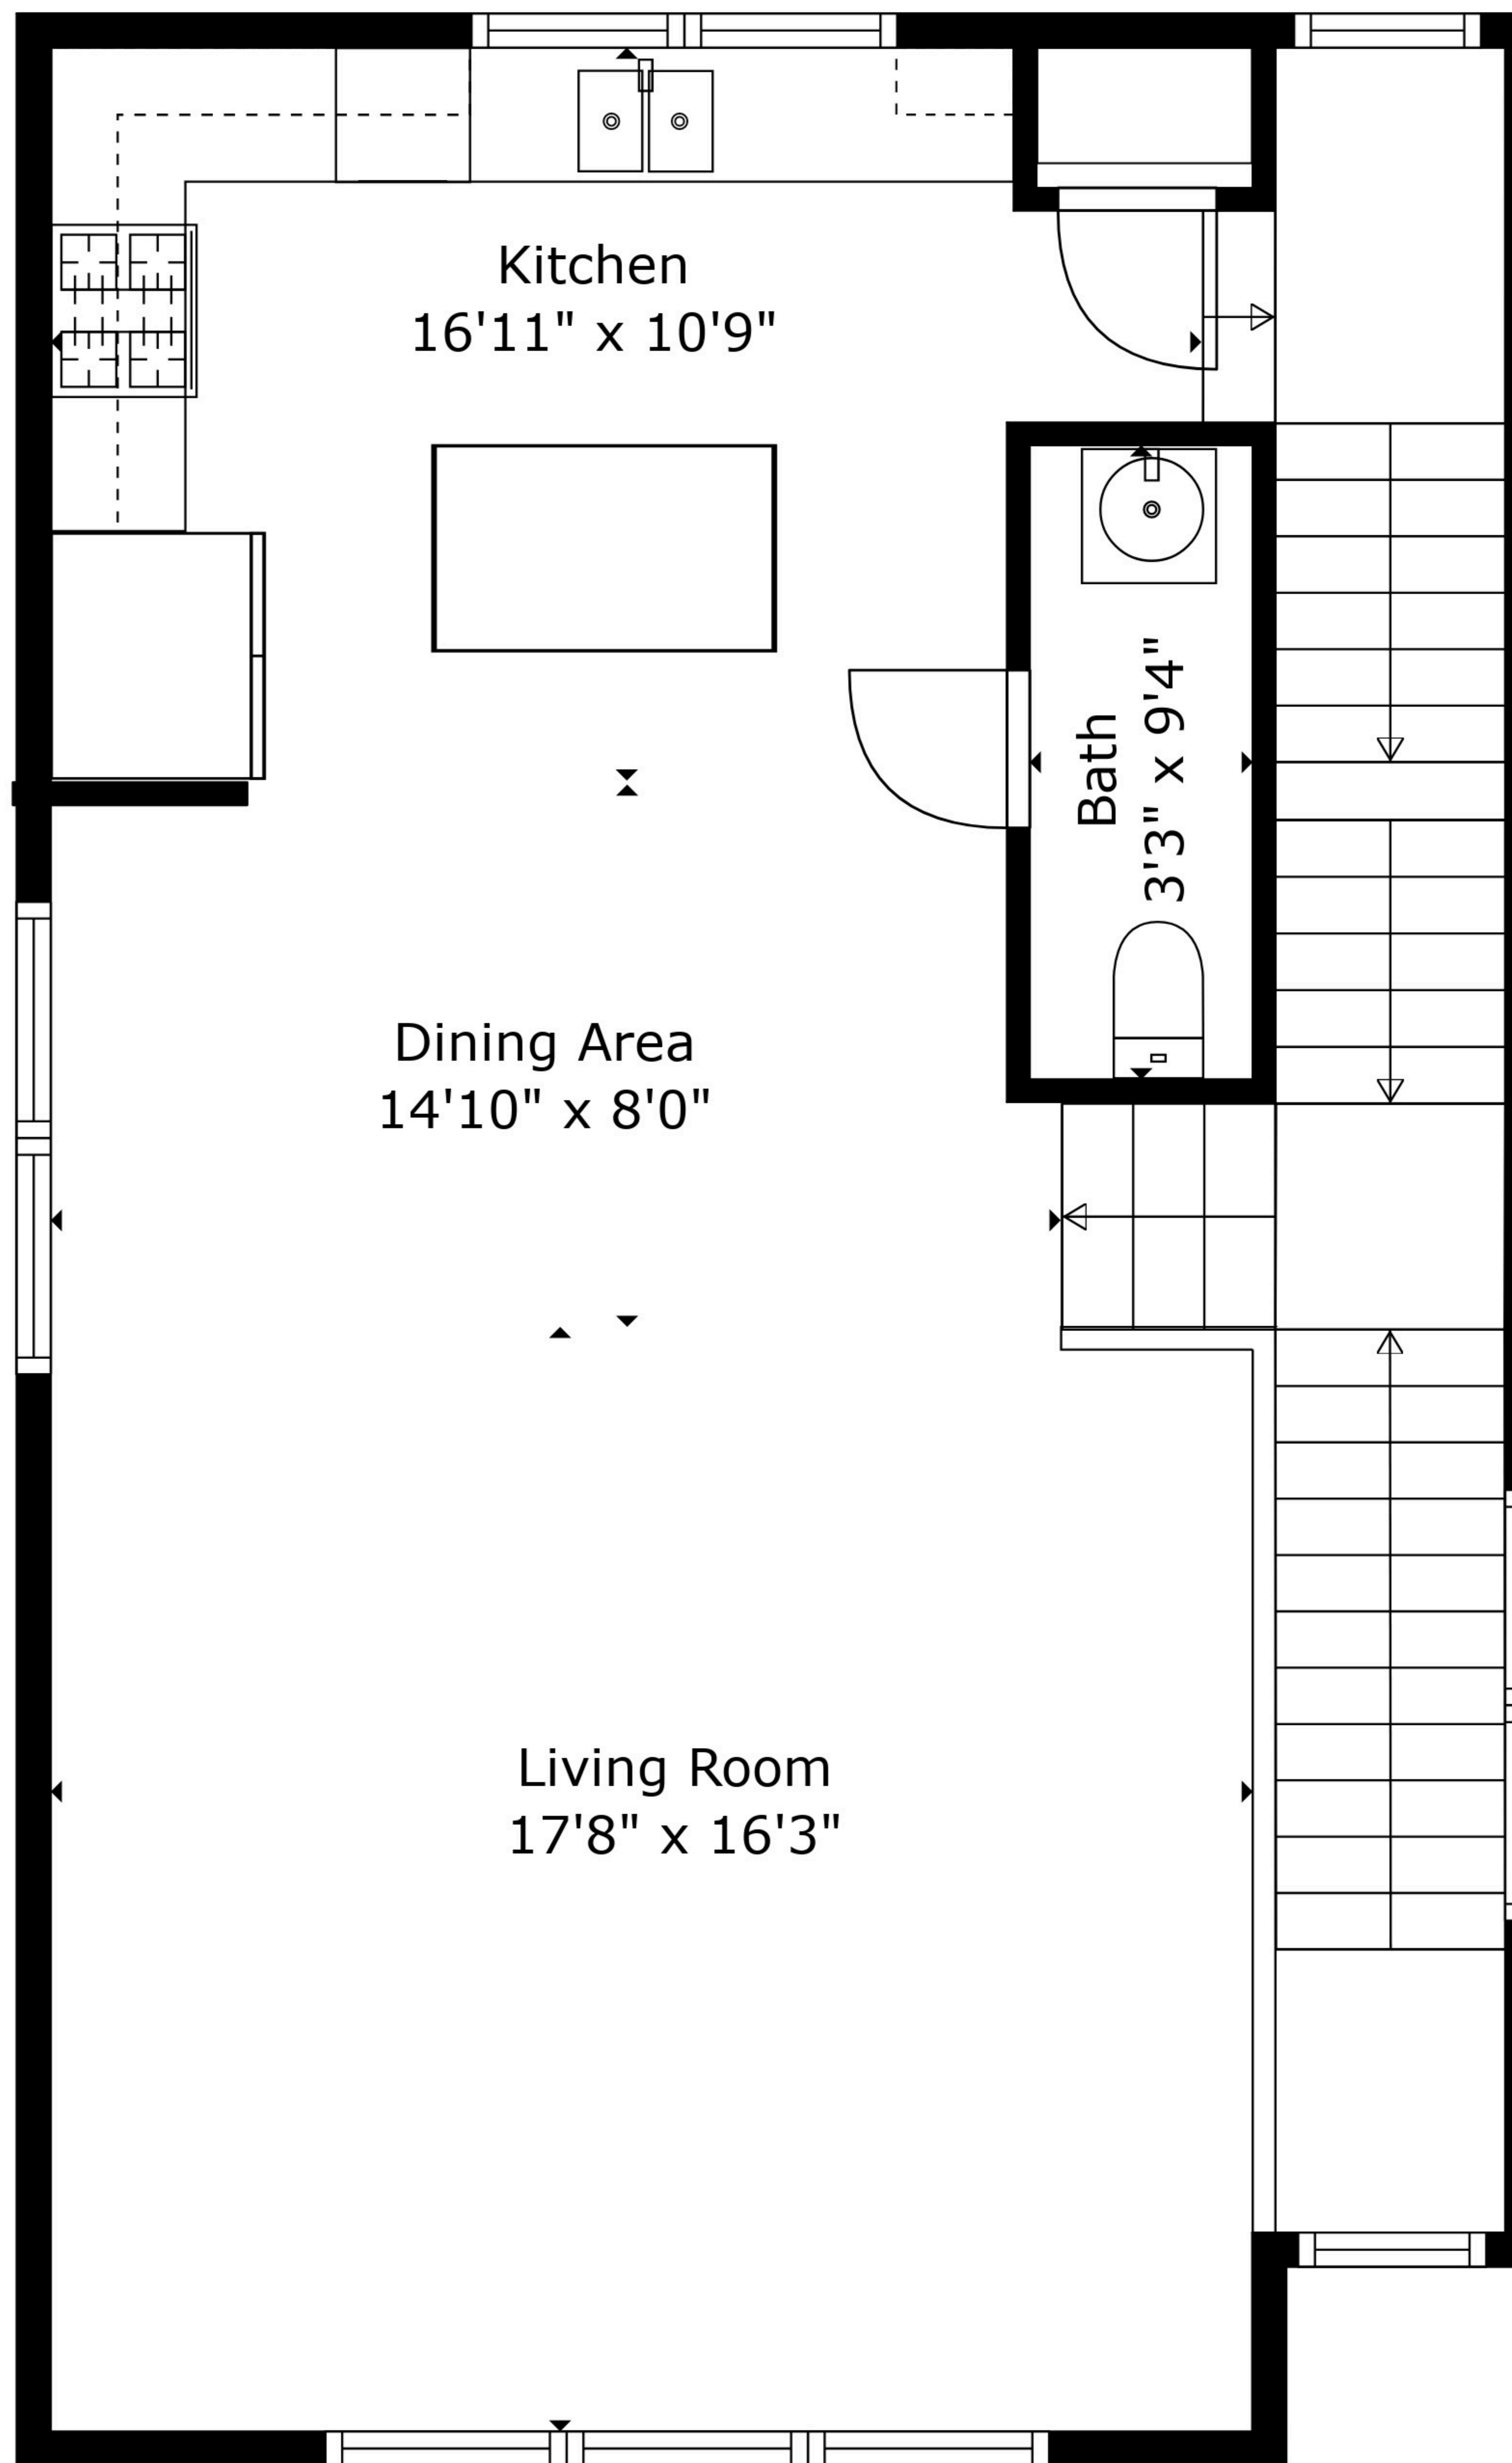 Kitchen
16'11" x 10'9"
Bath
3'3" x 9'4"
Dining Area
14'10" x 8'0"
Living Room
17'8" x 16'3"